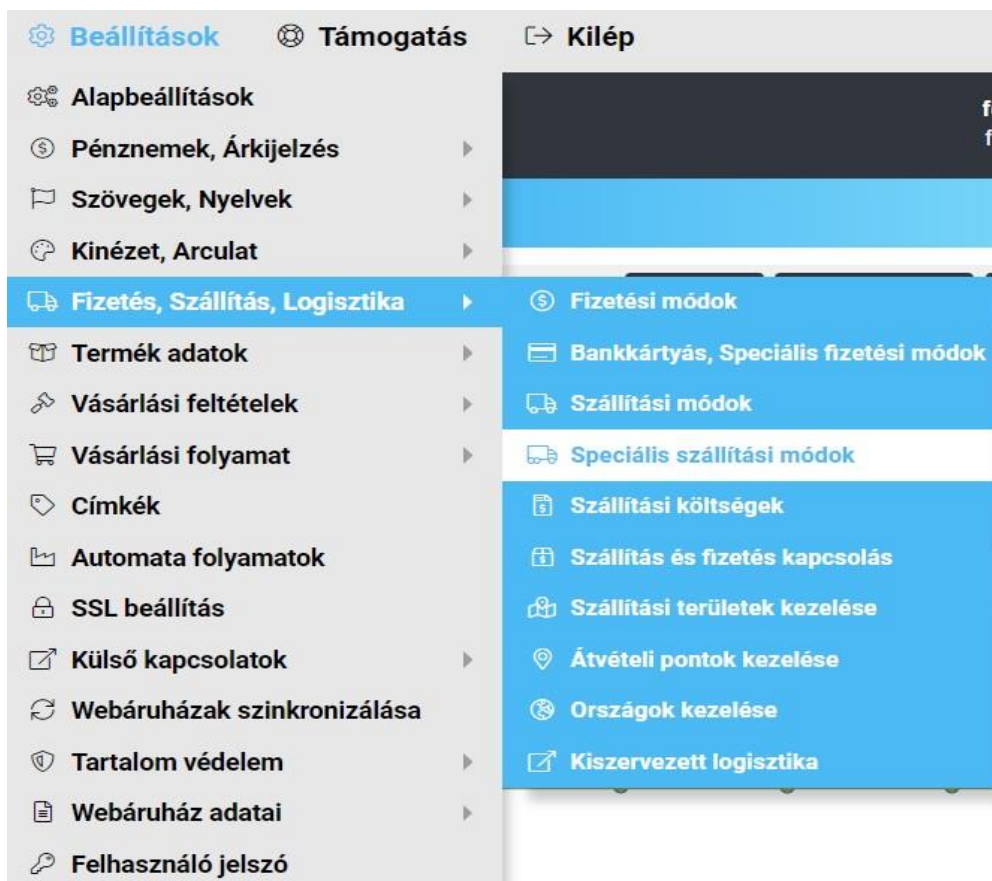 Beállítások Támogatás Kilép
Alapbeállítások
Pénznemek, Árkijelzés
Szövegek, Nyelvek
Kinézet, Arculat
Fizetés, Szállítás, Logisztika
Termék adatok
Vásárlási feltételek
Vásárlási folyamat
Címkék
Automata folyamatok
SSL beállítás
Külső kapcsolatok
Webáruházak szinkronizálása
Tartalom védelem
Webáruház adatai
Felhasználó jelszó
Fizetési módok
Bankkártyás, Speciális fizetési módok
Szállítási módok
Speciális szállítási módok
Szállítási költségek
Szállítás és fizetés kapcsolás
Szállítási területek kezelése
Átvételi pontok kezelése
Országok kezelése
Kiszervezett logisztika